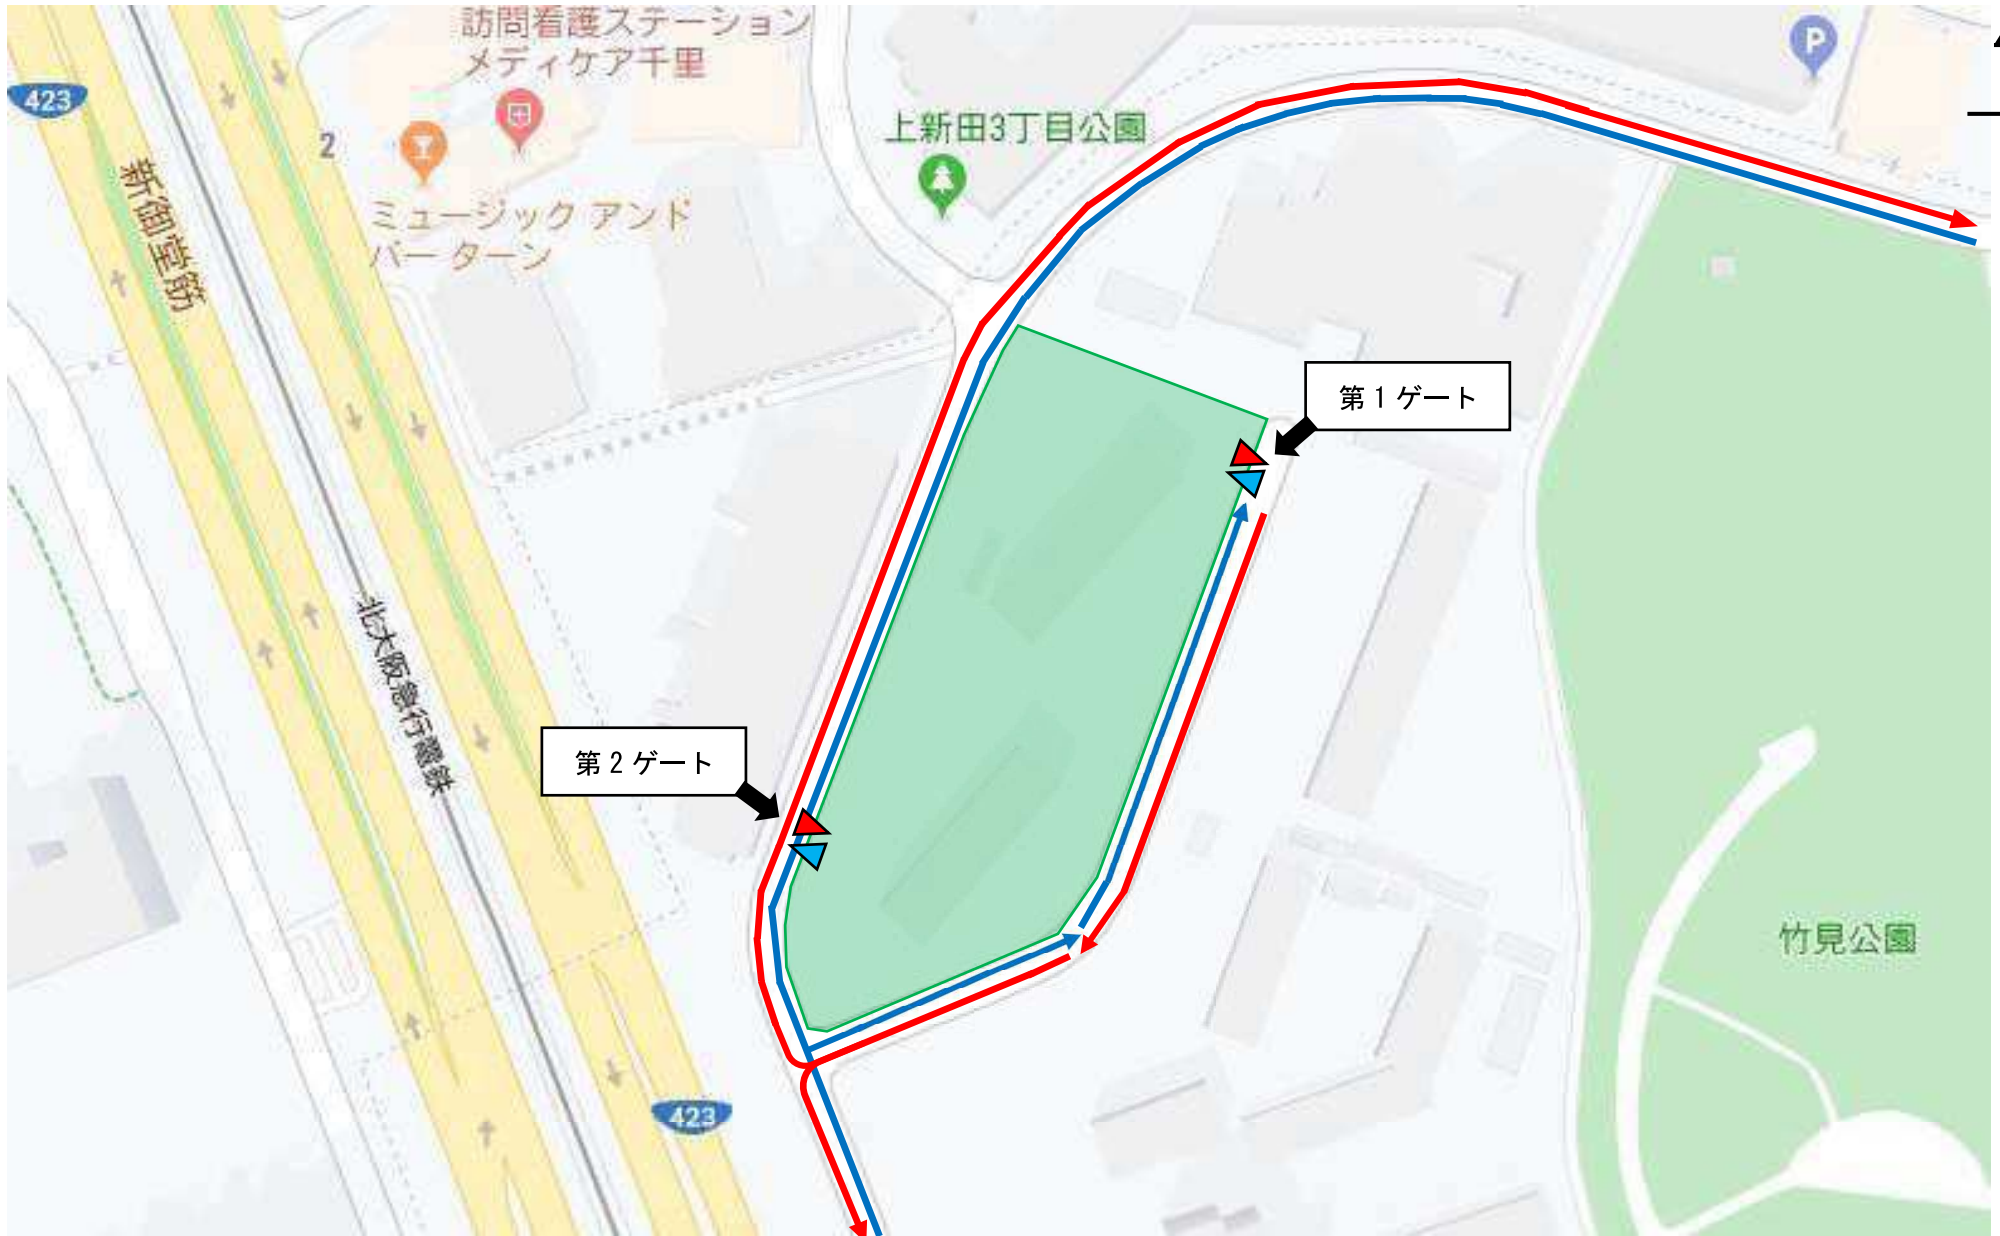 訪問看護ステーション
メディケア千里
P
423
2
上新田3丁目公園
新御堂筋
ミュージック アンド
バー ターン
第1ゲート
北大阪急行電鉄
第2ゲート
竹見公園
423